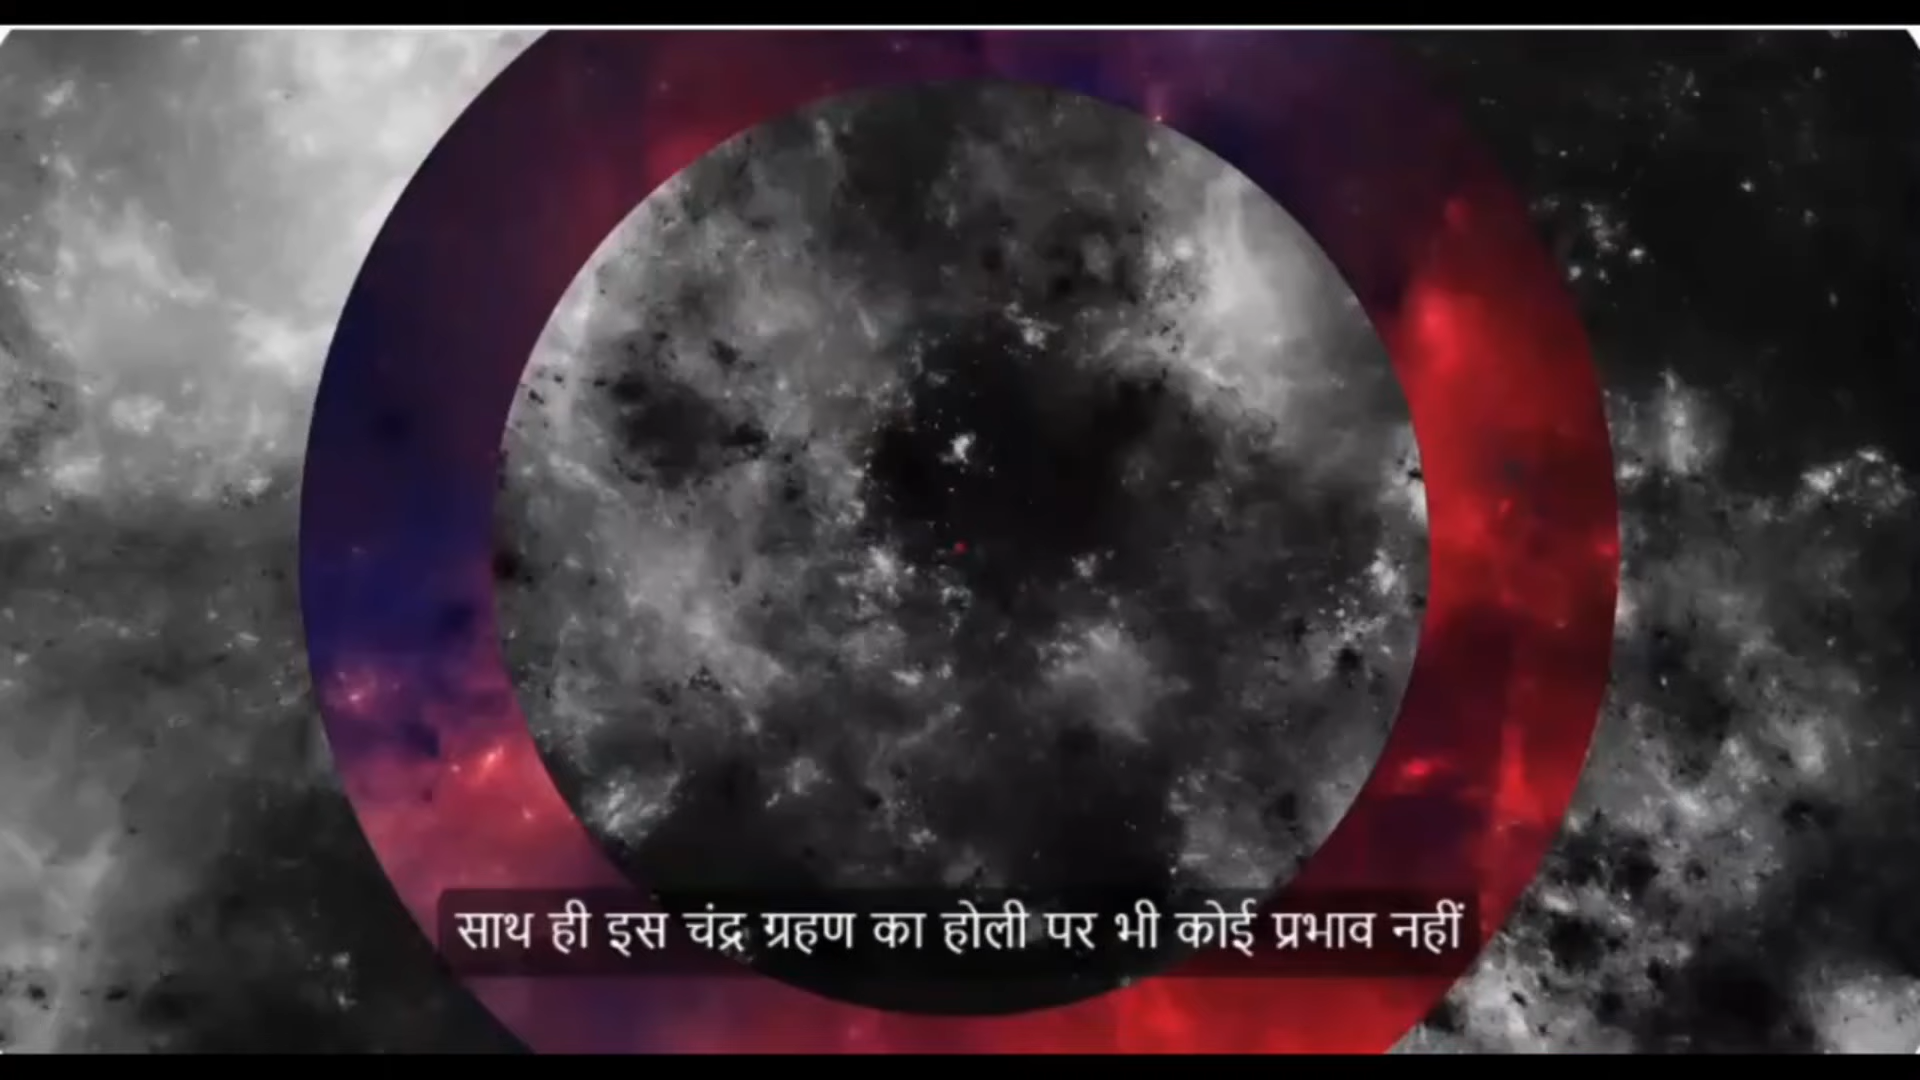 साथ ही इस चंद्र ग्रहण का होली पर भी कोई प्रभाव नहीं